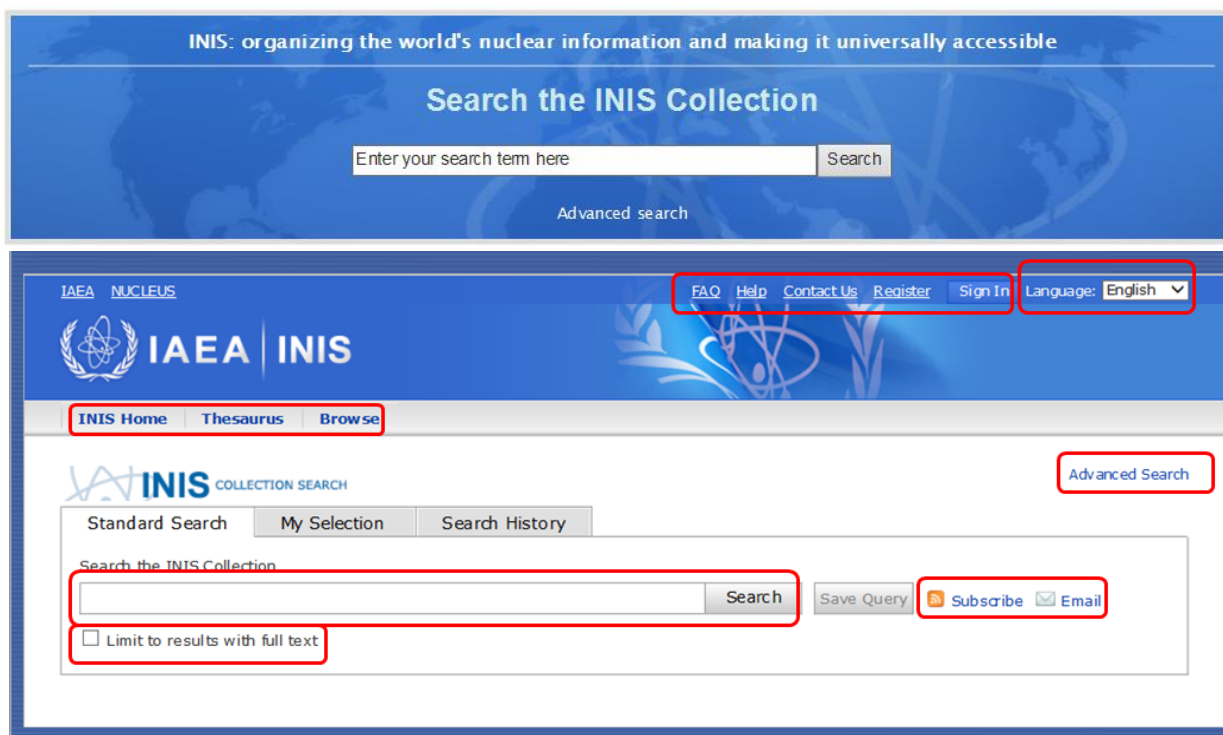 INIS: organizing the world's nuclear information and making it universally accessible
Search the INIS Collection
Enter your search term here Search
Advanced search
IAEA NUCLEUS FAQ Help Contact Us Register Sign In Language: English
IAEA INIS
INIS Home Thesaurus Browse
Advanced Search
INIS COLLECTION SEARCH
Standard Search My Selection Search History
Search the INIS Collection
Search Save Query Subscribe Email
Limit to results with full text